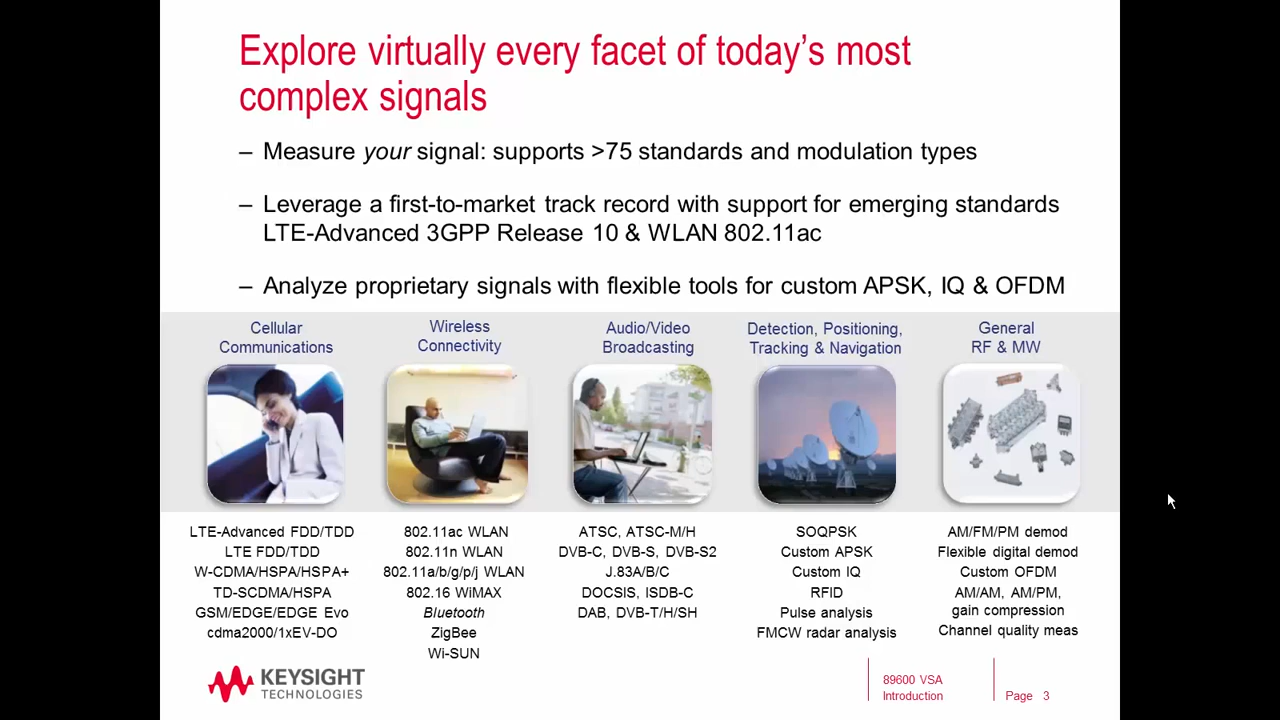 Explore virtually every facet of today's most
complex signals
– Measure your signal: supports >75 standards and modulation types
– Leverage a first-to-market track record with support for emerging standards
LTE-Advanced 3GPP Release 10 & WLAN 802.11ac
– Analyze proprietary signals with flexible tools for custom APSK, IQ & OFDM
Cellular
Communications
Wireless
Connectivity
Audio/Video
Broadcasting
Detection, Positioning,
Tracking & Navigation
General
RF & MW
LTE-Advanced FDD/TDD
LTE FDD/TDD
W-CDMA/HSPA/HSPA+
TD-SCDMA/HSPA
GSM/EDGE/EDGE Evo
cdma2000/1xEV-DO
802.11ac WLAN
802.11n WLAN
802.11a/b/g/p/j WLAN
802.16 WiMAX
Bluetooth
ZigBee
Wi-SUN
ATSC, ATSC-M/H
DVB-C, DVB-S, DVB-S2
J.83A/B/C
DOCSIS, ISDB-C
DAB, DVB-T/H/SH
SOQPSK
Custom APSK
Custom IQ
RFID
Pulse analysis
FMCW radar analysis
AM/FM/PM demod
Flexible digital demod
Custom OFDM
AM/AM, AM/PM,
gain compression
Channel quality meas
KEYSIGHT
TECHNOLOGIES
89600 VSA
Introduction
Page 3